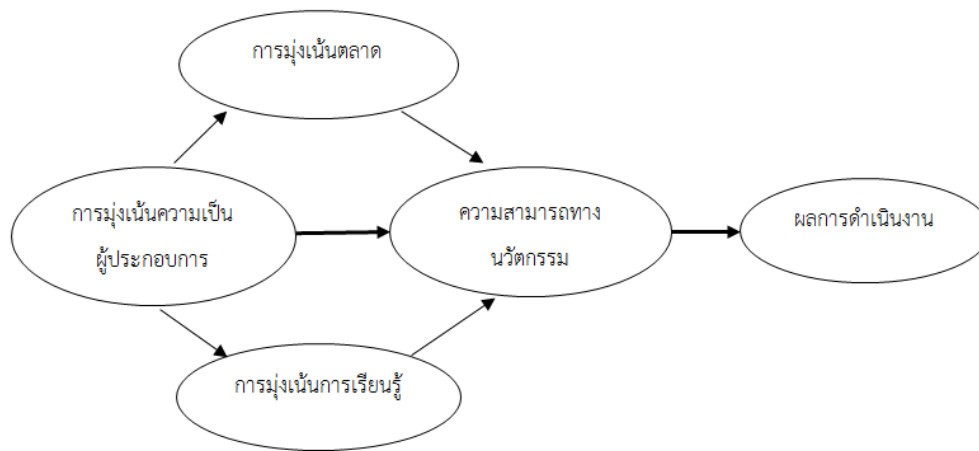 การมุ่งเน้นตลาด
การมุ่งเน้นความเป็น
ผู้ประกอบการ
ความสามารถทาง
นวัตกรรม
ผลการดำเนินงาน
การมุ่งเน้นการเรียนรู้